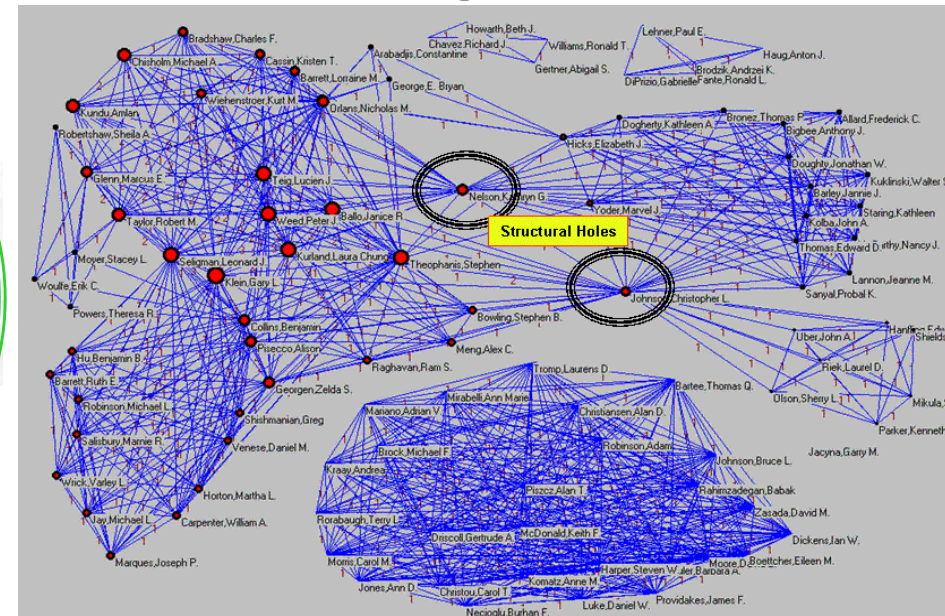 Howarth,Beth J.
Chavez,Richard J.
Williams,Ronald T.
Gertner,Abigail S.
Lehner,Paul E.
Haug,Anton J.
Brodzik,Andrzei K.
DiPrizio,Gabrielle
Fante,Ronald L.
Bradshaw,Charles F.
Arabadjis,Constantine
Chisholm,Michael A.
Cassin,Kristen T.
Barrett,Lorraine M.
George,E. Bryan
Wiehenstroer,Kurt M.
Orlans,Nicholas M.
Kundu,Amlan
Robertshaw,Sheila A.
Dogherty,Kathleen A.
Bronez,Thomas P.
Allard,Frederick C.
Bigbee,Anthony J.
Hicks,Elizabeth J.
Doughty,Jonathan W.
Glenn,Marcus E.
Teig,Lucien J.
Nelson,Kathryn G.
Barley,Jannie J.
Kuklinski,Walter S
Taylor,Robert M.
Weed,Peter J.
Ballo,Janice R.
Yoder,Marvel J.
Kolba,John A.
Staring,Kathleen
Structural Holes
Thomas,Edward D.
Nancy J.
Moyer,Stacey L.
Seligman,Leonard J.
Kurland,Laura Chung
Theophanis,Stephen
Woulfe,Erik C.
Klein,Gary L.
Lannon,Jeanne M.
Sanyal,Probal K.
Johnson,Christopher L.
Powers,Theresa R.
Collins,Benjamin
Bowling,Stephen B.
Pisecco,Alison
Meng,Alex C.
Uber,John A.
Shields
Hu,Benjamin B.
Raghavan,Ram S.
Riek,Laurel D.
Barrett,Ruth E.
Georgen,Zelda S.
Tromp,Laurens D.
Bartee,Thomas Q.
Olson,Sherry L.
Mikula,
Robinson,Michael L.
Mirabelli,Ann Marie
Mariano,Adrian V.
Christiansen,Alan D.
Shishmanian,Greg
Parker,Kenneth
Salisbury,Marnie R.
Venese,Daniel M.
Brock,Michael F.
Robinson,Adam
Jacyna,Garry M.
Johnson,Bruce L.
Kraay,Andrea
Wrick,Varley L.
Horton,Martha L.
Piszcz,Alan T.
Rahimzadegan,Babak
Zasada,David M.
Jay,Michael L.
Carpenter,William A.
Rorabaugh,Terry L.
Driscoll,Gertrude A.
McDonald,Keith F.
Dickens,Ian W.
Marques,Joseph P.
Morris,Carol M.
Harper,Steven W.
Barbara A.
Boettcher,Eileen M.
Jones,Ann D.
Christou,Carol T.
Komatz,Anne M.
Providakes,James F.
Necioglu,Burhan F.
Luke,Daniel W.